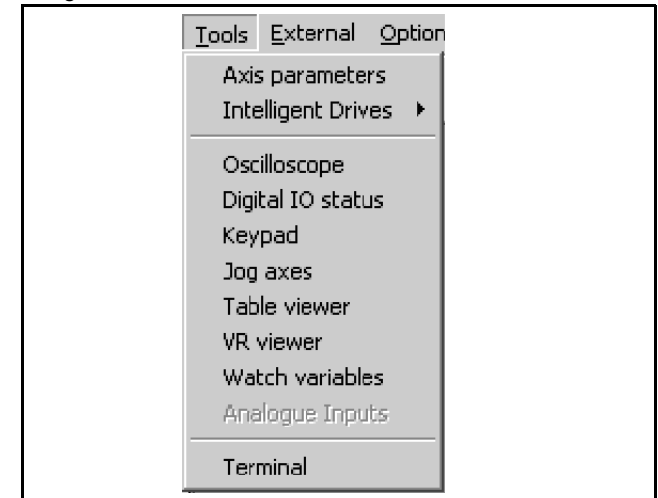 Tools External Option
Axis parameters
Intelligent Drives
Oscilloscope
Digital IO status
Keypad
Jog axes
Table viewer
VR viewer
Watch variables
Analogue Inputs
Terminal